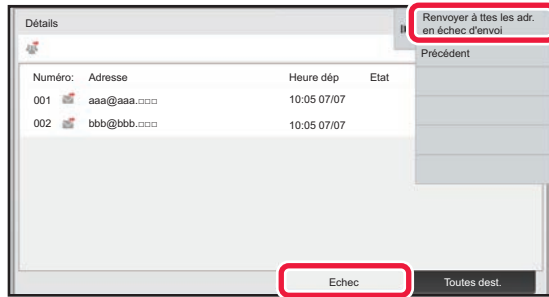 Détails
Renvoyer à ttes les adr.
en échec d'envoi
Précédent
Numéro: Adresse Heure dép Etat
001 aaa@aaa.□□□ 10:05 07/07
002 bbb@bbb.□□□ 10:05 07/07
Echec Toutes dest.